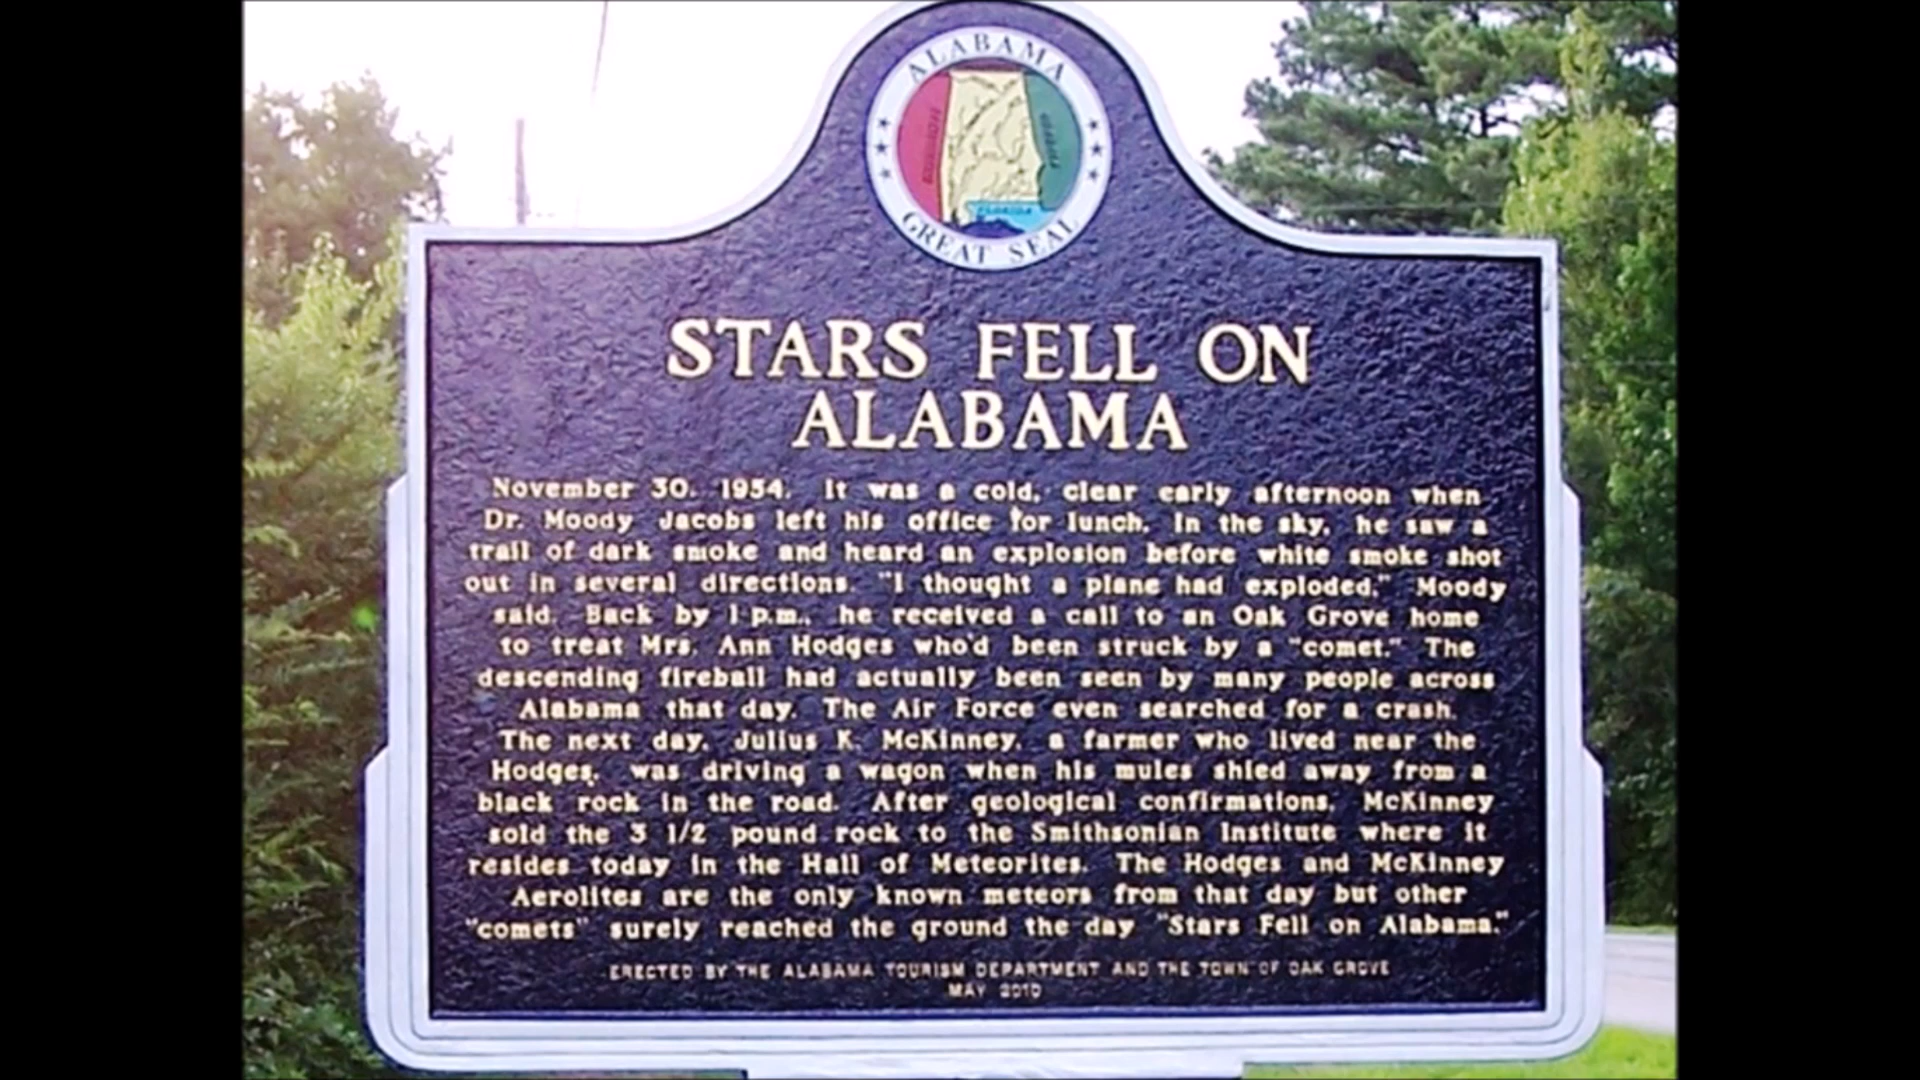 ALABAMA
GREAT SEAL
FLORIDA
STARS FELL ON
ALABAMA
November 30, 1954. It was a cold, clear early afternoon when
Dr. Moody Jacobs left his office for lunch. In the sky, he saw a
trail of dark smoke and heard an explosion before white smoke shot
out in several directions. "I thought a plane had exploded," Moody
said. Back by 1 p.m., he received a call to an Oak Grove home
to treat Mrs. Ann Hodges who'd been struck by a "comet." The
descending fireball had actually been seen by many people across
Alabama that day. The Air Force even searched for a crash.
The next day, Julius K. McKinney, a farmer who lived near the
Hodges, was driving a wagon when his mules shied away from a
black rock in the road. After geological confirmations, McKinney
sold the 3 1/2 pound rock to the Smithsonian Institute where it
resides today in the Hall of Meteorites. The Hodges and McKinney
Aerolites are the only known meteors from that day but other
"comets" surely reached the ground the day "Stars Fell on Alabama."
ERECTED BY THE ALABAMA TOURISM DEPARTMENT AND THE TOWN OF OAK GROVE
MAY 2010